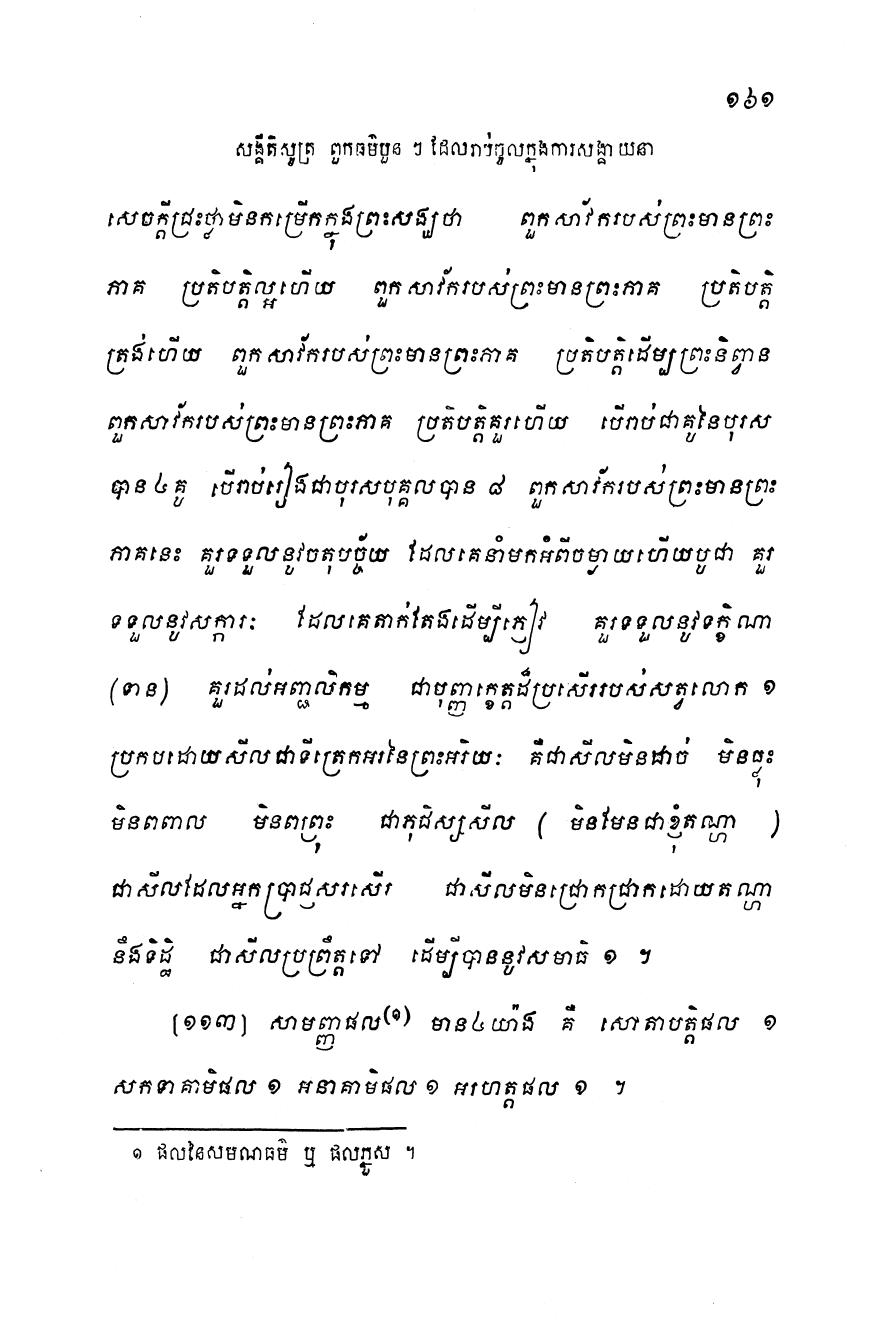 ១៦១
សង្គីតិសូត្រ ពួកធម៌បួន ៗ ដែលរាប់ចូលក្នុងការសង្គាយនា
សេចក្តីជ្រះថ្លាមិនកម្រើកក្នុងព្រះសង្ឃថា ពួកសាវ័ករបស់ព្រះមានព្រះ
ភាគ ប្រតិបត្តិល្អហើយ ពួកសាវ័ករបស់ព្រះមានព្រះភាគ ប្រតិបត្តិ
ត្រង់ហើយ ពួកសាវ័ករបស់ព្រះមានព្រះភាគ ប្រតិបត្តិដើម្បព្រះនិព្វាន
ពួកសាវ័ករបស់ព្រះមានព្រះភាគ ប្រតិបត្តិគួរហើយ បើរាប់ជាគូនៃបុរស
បាន៤គូ បើរាប់រៀងជាបុរសបុគ្គលបាន ៨ ពួកសាវ័ករបស់ព្រះមានព្រះ
ភាគនេះ គួរទទួលនូវចតុប្បច្ច័យ ដែលគេនាំមកអំពីចម្ងាយហើយបូជា គួរ
ទទួលនូវសក្ការៈ ដែលគេតាក់តែងដើម្បីភ្ញៀវ គួរទទួលនូវទក្ខិណា
(ទាន) គួរដល់អញ្ជលិកម្ម ជាបុញ្ញក្ខេត្តដ៏ប្រសើររបស់សត្វលោក ១
ប្រកបដោយសីលជាទីត្រេកអរនៃព្រះអរិយៈ គឺជាសីលមិនដាច់ មិនធ្លុះ
មិនពពាល មិនពព្រុះ ជាភុជិស្សសីល ( មិនមែនជាខ្ញុំតណ្ហា )
ជាសីលដែលអ្នកប្រាជ្ញសរសើរ ជាសីលមិនជ្រោកជ្រាកដោយតណ្ហា
នឹងទិដ្ឋិ ជាសីលប្រព្រឹត្តទៅ ដើម្បីបាននូវសមាធិ ១ ។
[១១៣] សាមញ្ញផល(១) មាន៤យ៉ាង គឺ សោតាបត្តិផល ១
សកទាគាមិផល ១ អនាគាមិផល ១ អរហត្តផល ១ ។
១ ផលនៃសមណធម៌ ឬ ផលភ្នួស ។